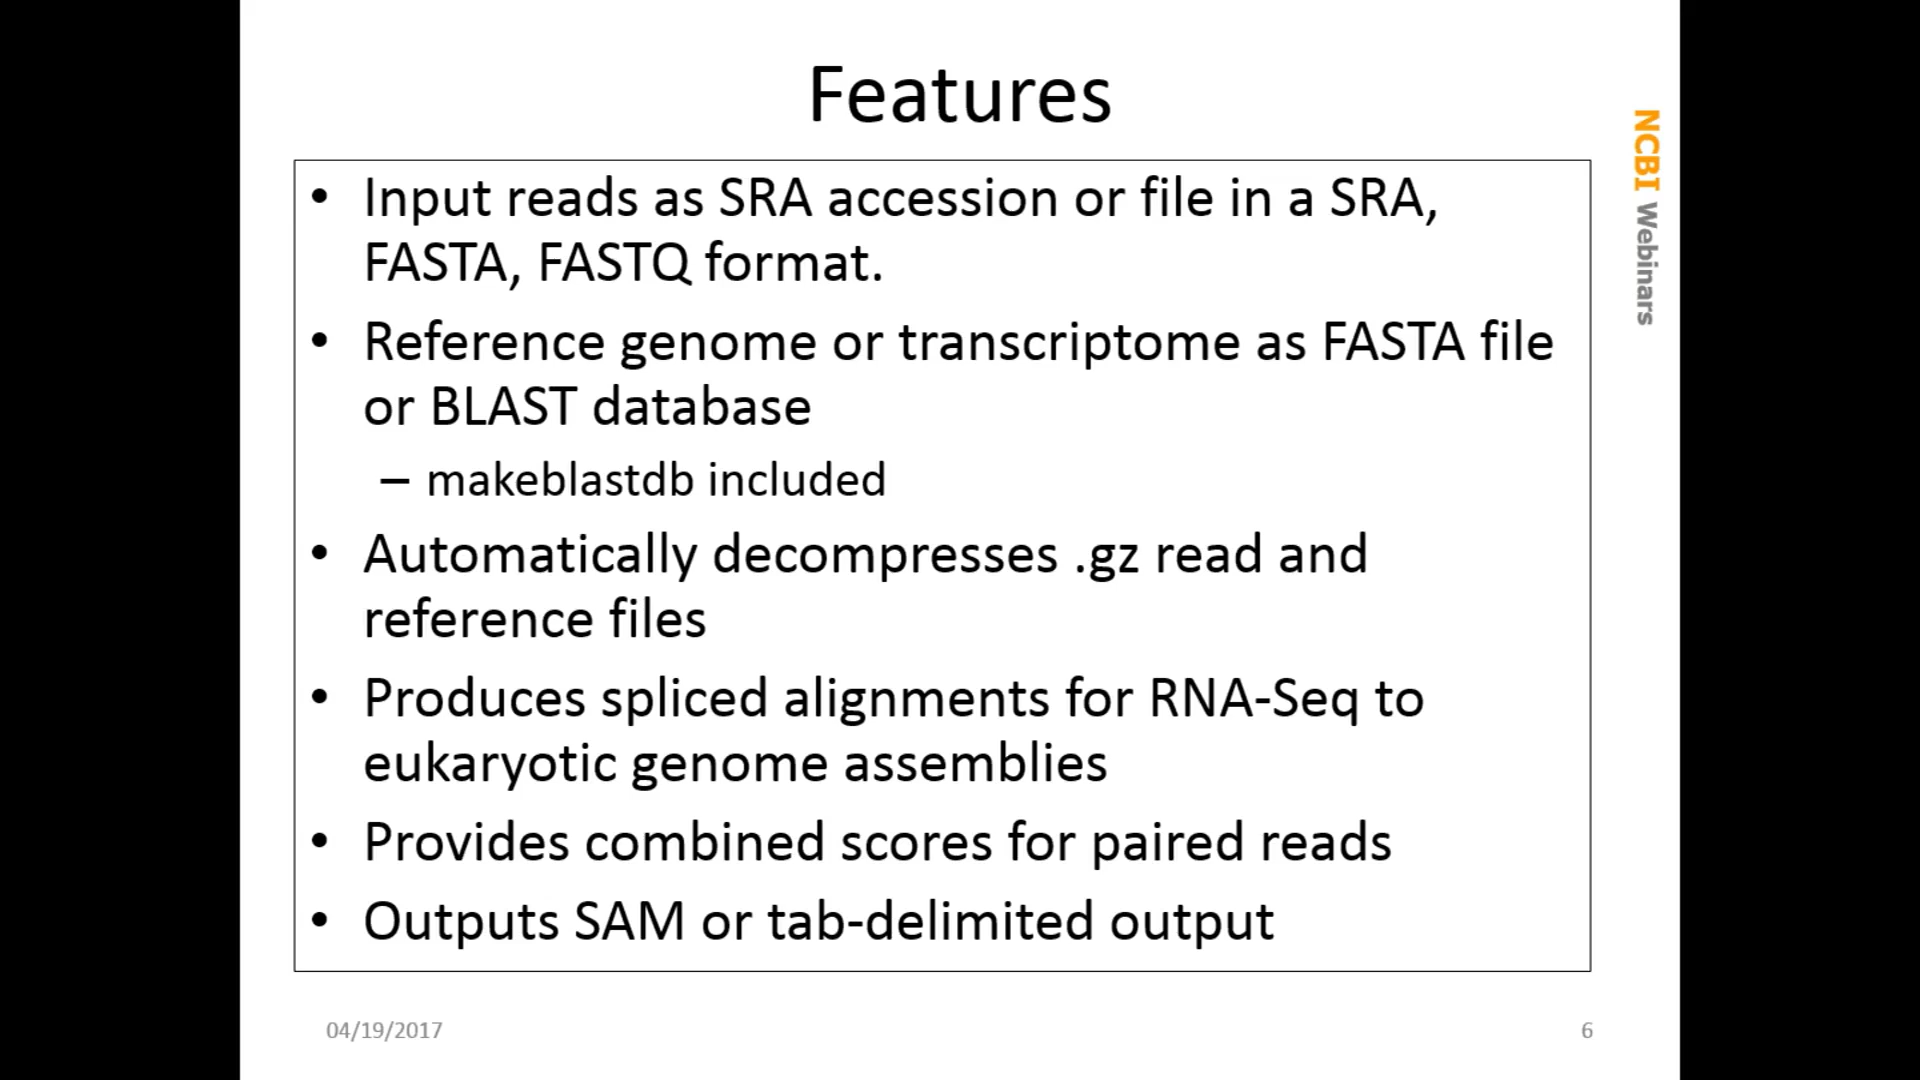 Features
• Input reads as SRA accession or file in a SRA,
FASTA, FASTQ format.
• Reference genome or transcriptome as FASTA file
or BLAST database
– makeblastdb included
• Automatically decompresses .gz read and
reference files
• Produces spliced alignments for RNA-Seq to
eukaryotic genome assemblies
• Provides combined scores for paired reads
• Outputs SAM or tab-delimited output
NCBI Webinars
04/19/2017
6